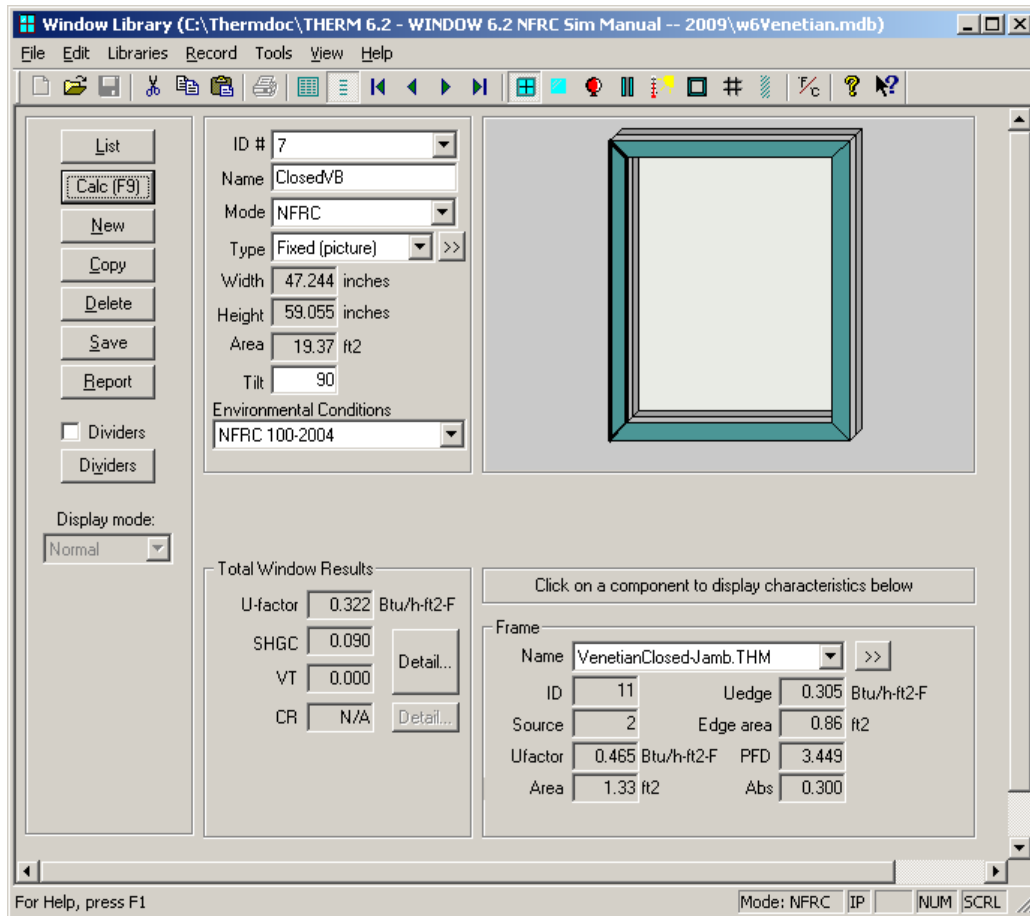 Window Library (C:\Thermdoc\THERM 6.2 - WINDOW 6.2 NFRC Sim Manual -- 2009\w6Venetian.mdb)
File Edit Libraries Record Tools View Help
F/C
List
Calc (F9)
New
Copy
Delete
Save
Report
Dividers
Dividers
Display mode:
Normal
ID # 7
Name ClosedVB
Mode NFRC
Type Fixed (picture) >>
Width 47.244 inches
Height 59.055 inches
Area 19.37 ft2
Tilt 90
Environmental Conditions
NFRC 100-2004
Total Window Results
U-factor 0.322 Btu/h-ft2-F
SHGC 0.090
VT 0.000
Detail...
CR N/A Detail...
Click on a component to display characteristics below
Frame
Name VenetianClosed-Jamb.THM >>
ID 11 Uedge 0.305 Btu/h-ft2-F
Source 2 Edge area 0.86 ft2
Ufactor 0.465 Btu/h-ft2-F PFD 3.449
Area 1.33 ft2 Abs 0.300
For Help, press F1 Mode: NFRC IP NUM SCRL